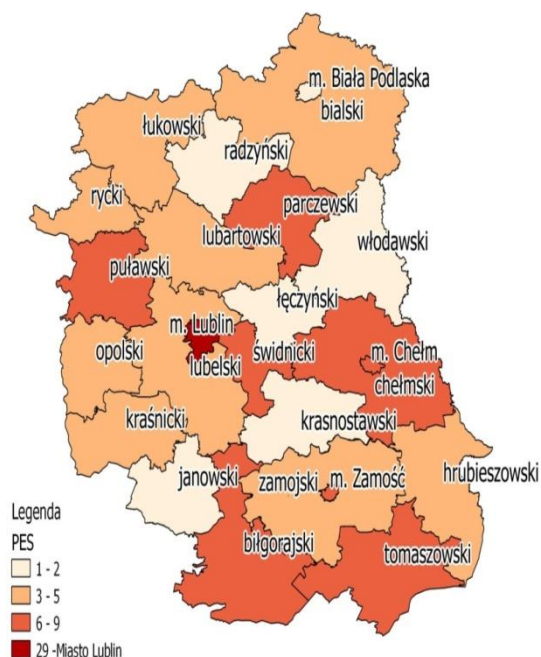 m. Biała Podlaska
bialski
łukowski
radzyński
rycki
parczewski
lubartowski
włodawski
puławski
łęczyński
m. Lublin
opolski
lubelski
świdnicki
m. Chełm
chełmski
kraśnicki
krasnostawski
janowski
zamojski
m. Zamość
hrubieszowski
biłgorajski
tomaszowski
Legenda
PES
1 - 2
3 - 5
6 - 9
29 -Miasto Lublin